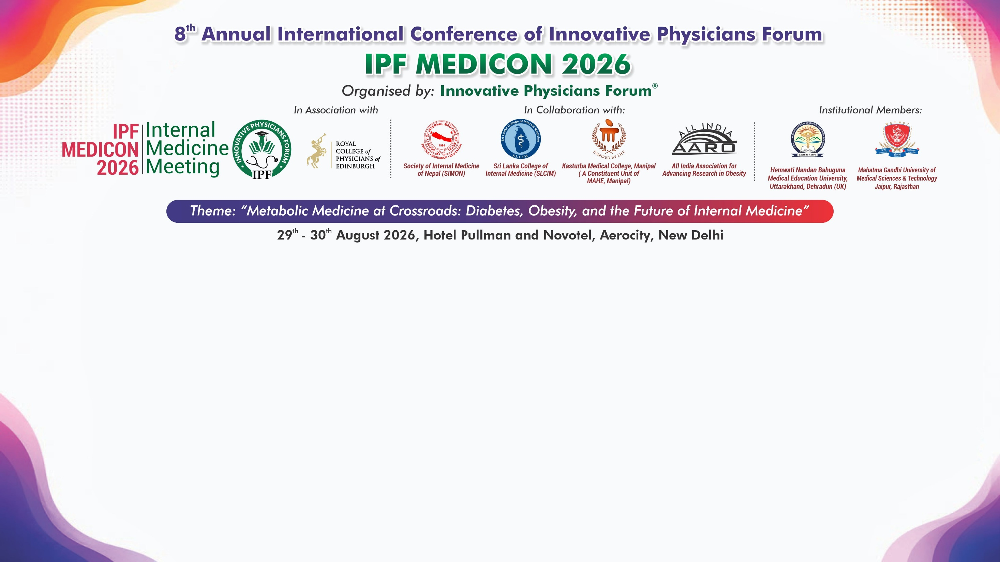 8th Annual International Conference of Innovative Physicians Forum
IPF MEDICON 2026
Organised by: Innovative Physicians Forum®
In Association with
In Collaboration with:
Institutional Members:
IPF
MEDICON
2026
Internal
Medicine
Meeting
INNOVATIVE PHYSICIANS FORUM
IPF
ROYAL
COLLEGE of
PHYSICIANS of
EDINBURGH
SOCIETY OF INTERNAL MEDICINE OF NEPAL
1994
SERVICE • RESEARCH • EDUCATION
Society of Internal Medicine
of Nepal (SIMON)
Sri Lanka College of Internal Medicine
SLCIM
Sri Lanka College of
Internal Medicine (SLCIM)
INSPIRED BY LIFE
Kasturba Medical College, Manipal
( A Constituent Unit of
MAHE, Manipal)
ALL INDIA
AARO
All India Association for
Advancing Research in Obesity
Learn to Serve
Hemwati Nandan Bahuguna
Medical Education University,
Uttarakhand, Dehradun (UK)
MGUMST
Mahatma Gandhi University of
Medical Sciences & Technology
Jaipur, Rajasthan
Theme: “Metabolic Medicine at Crossroads: Diabetes, Obesity, and the Future of Internal Medicine”
29th - 30th August 2026, Hotel Pullman and Novotel, Aerocity, New Delhi